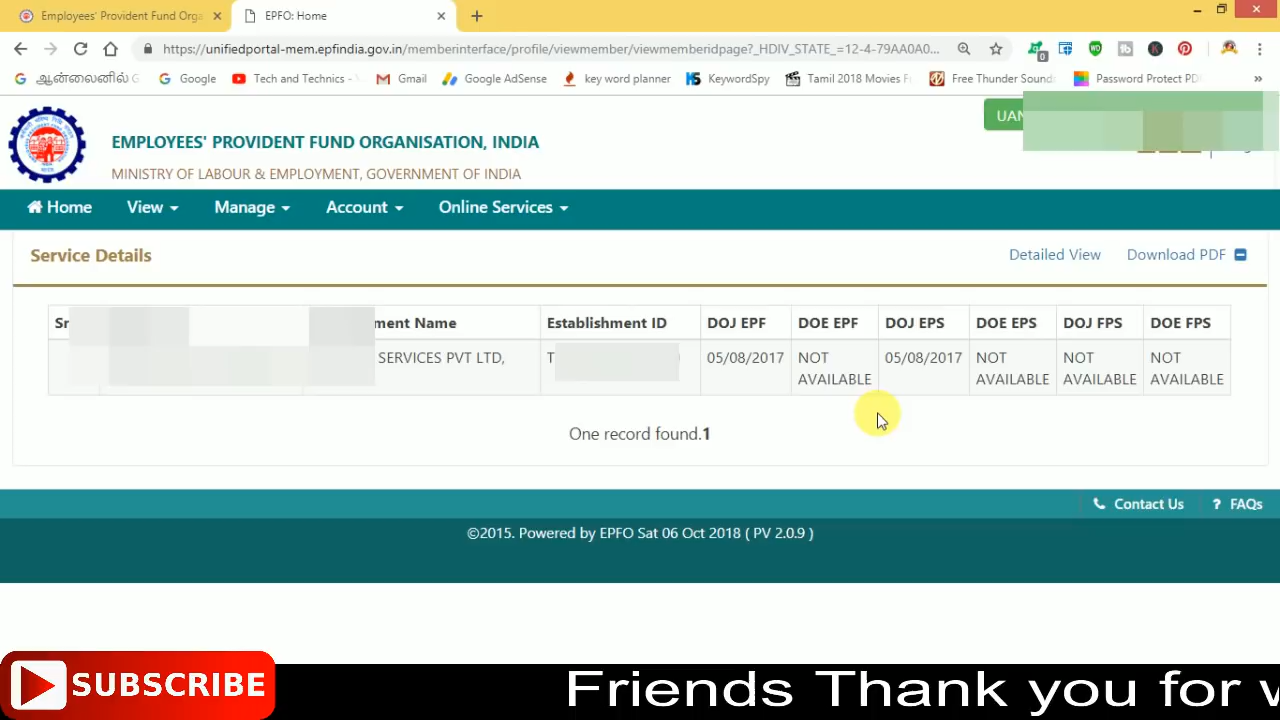 Employees' Provident Fund Orga
EPFO: Home
https://unifiedportal-mem.epfindia.gov.in/memberinterface/profile/viewmember/viewmemberidpage?_HDIV_STATE_=12-4-79AA0A0...
ஆன்லைனில் G
Google
Tech and Technics -
Gmail
Google AdSense
key word planner
KeywordSpy
Tamil 2018 Movies
Free Thunder Sound
Password Protect PD
»
EMPLOYEES' PROVIDENT FUND ORGANISATION, INDIA
MINISTRY OF LABOUR & EMPLOYMENT, GOVERNMENT OF INDIA
UAN
Home View Manage Account Online Services
Service Details
Detailed View Download PDF
Sr ment Name Establishment ID DOJ EPF DOE EPF DOJ EPS DOE EPS DOJ FPS DOE FPS
SERVICES PVT LTD, T 05/08/2017 NOT AVAILABLE 05/08/2017 NOT AVAILABLE NOT AVAILABLE NOT AVAILABLE
One record found.1
Contact Us ? FAQs
©2015. Powered by EPFO Sat 06 Oct 2018 ( PV 2.0.9 )
SUBSCRIBE
Friends Thank you for